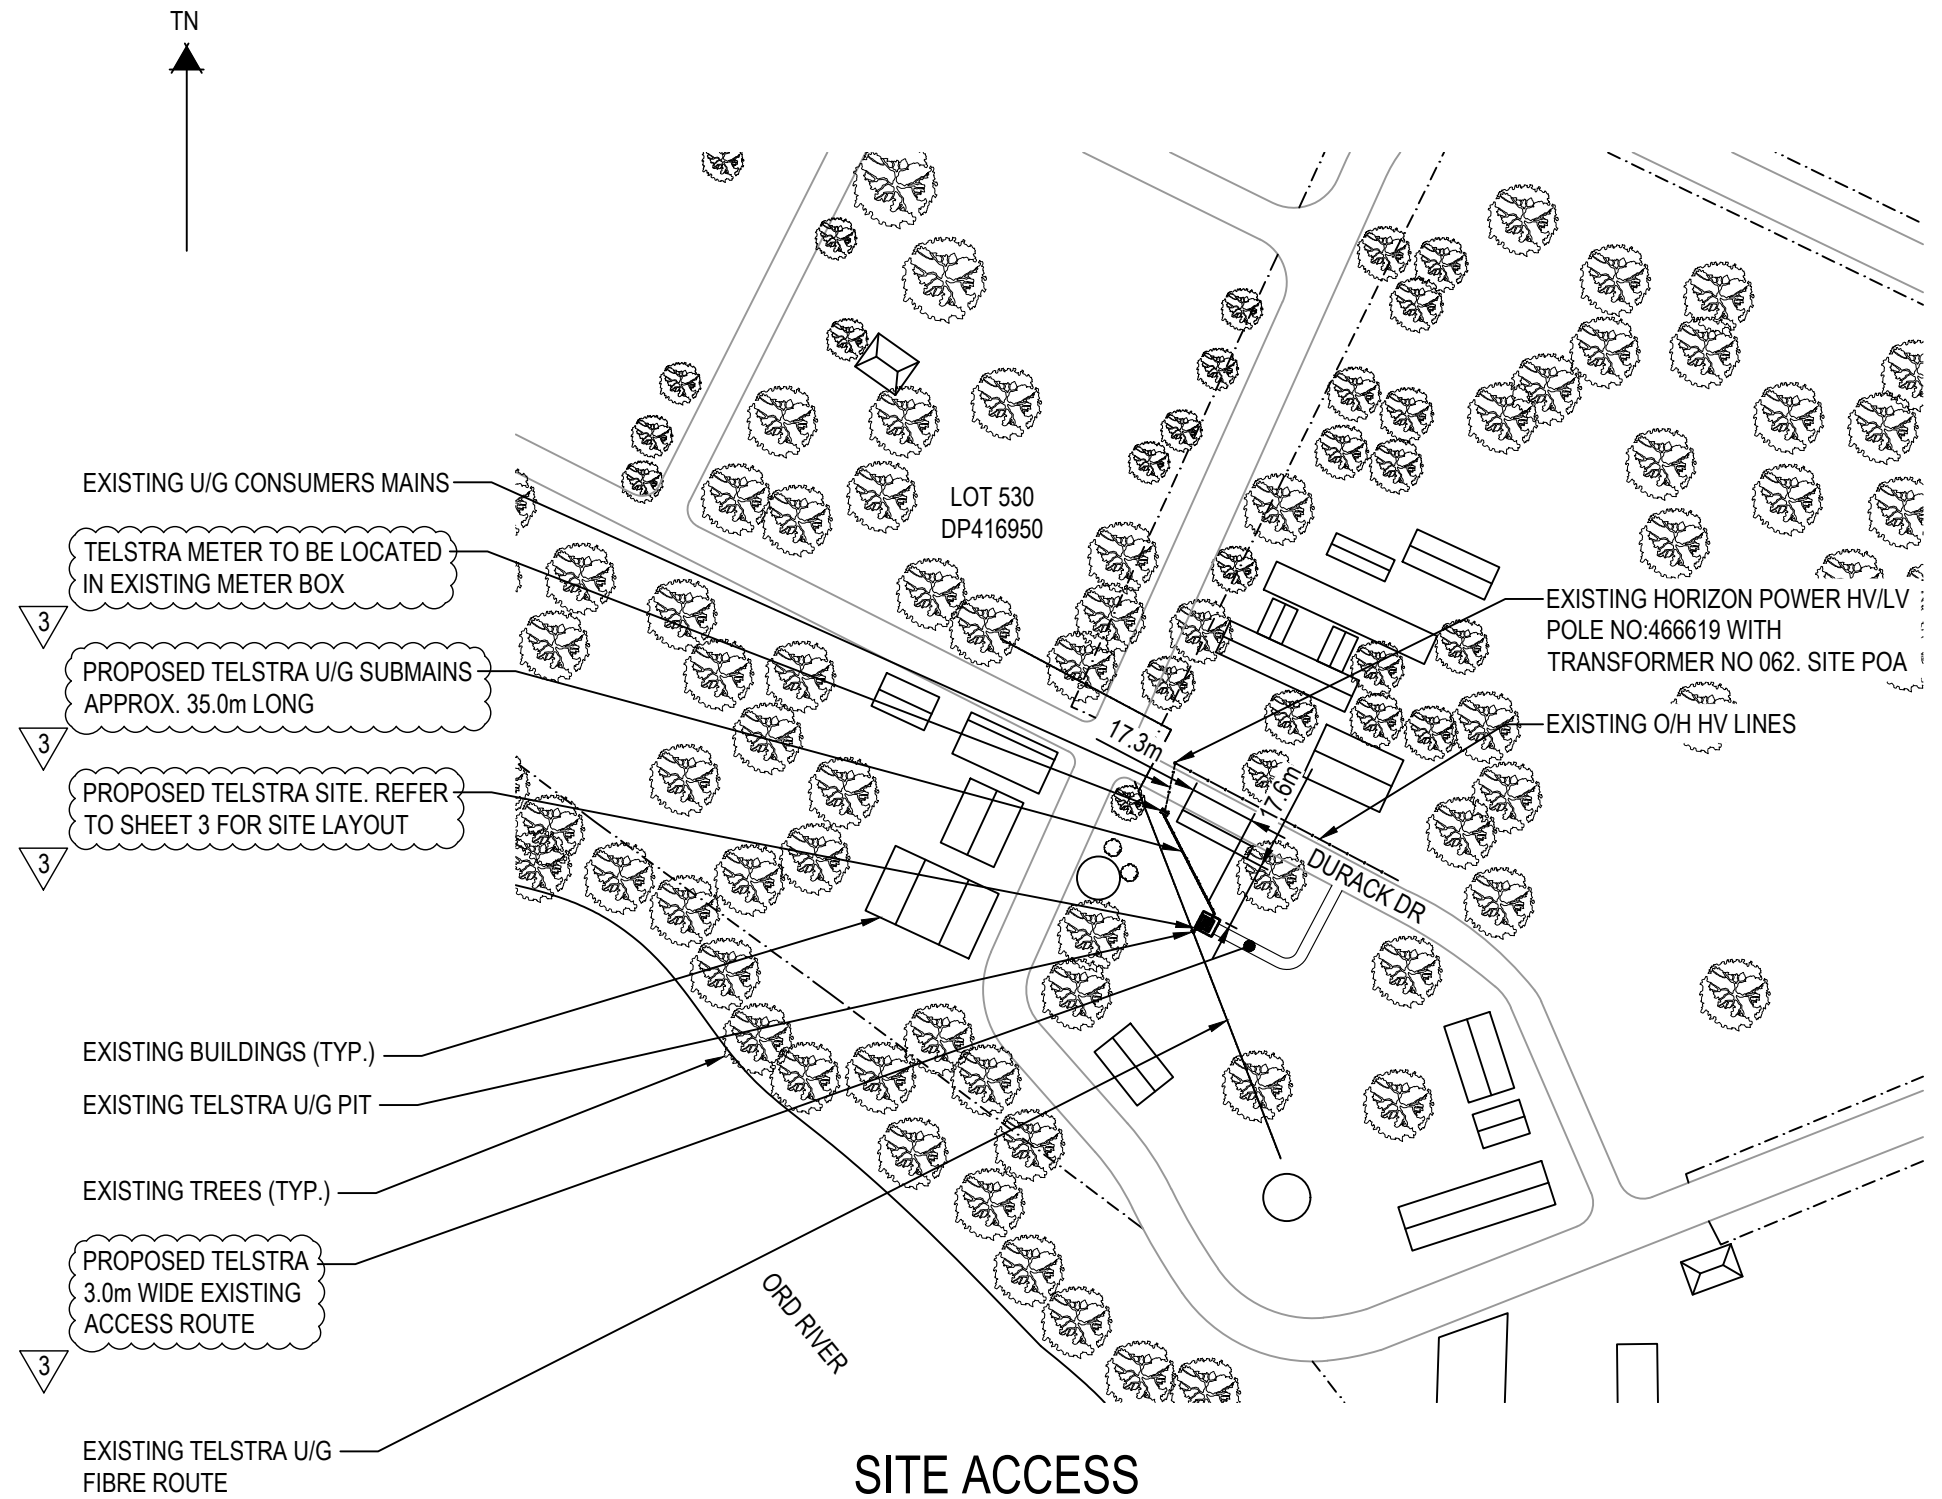 TN
LOT 530
DP416950
EXISTING U/G CONSUMERS MAINS
TELSTRA METER TO BE LOCATED
IN EXISTING METER BOX
3
PROPOSED TELSTRA U/G SUBMAINS
APPROX. 35.0m LONG
3
PROPOSED TELSTRA SITE. REFER
TO SHEET 3 FOR SITE LAYOUT
3
EXISTING HORIZON POWER HV/LV
POLE NO:466619 WITH
TRANSFORMER NO 062. SITE POA
EXISTING O/H HV LINES
17.3m
17.6m
DURACK DR
EXISTING BUILDINGS (TYP.)
EXISTING TELSTRA U/G PIT
EXISTING TREES (TYP.)
PROPOSED TELSTRA
3.0m WIDE EXISTING
ACCESS ROUTE
3
ORD RIVER
EXISTING TELSTRA U/G
FIBRE ROUTE
SITE ACCESS